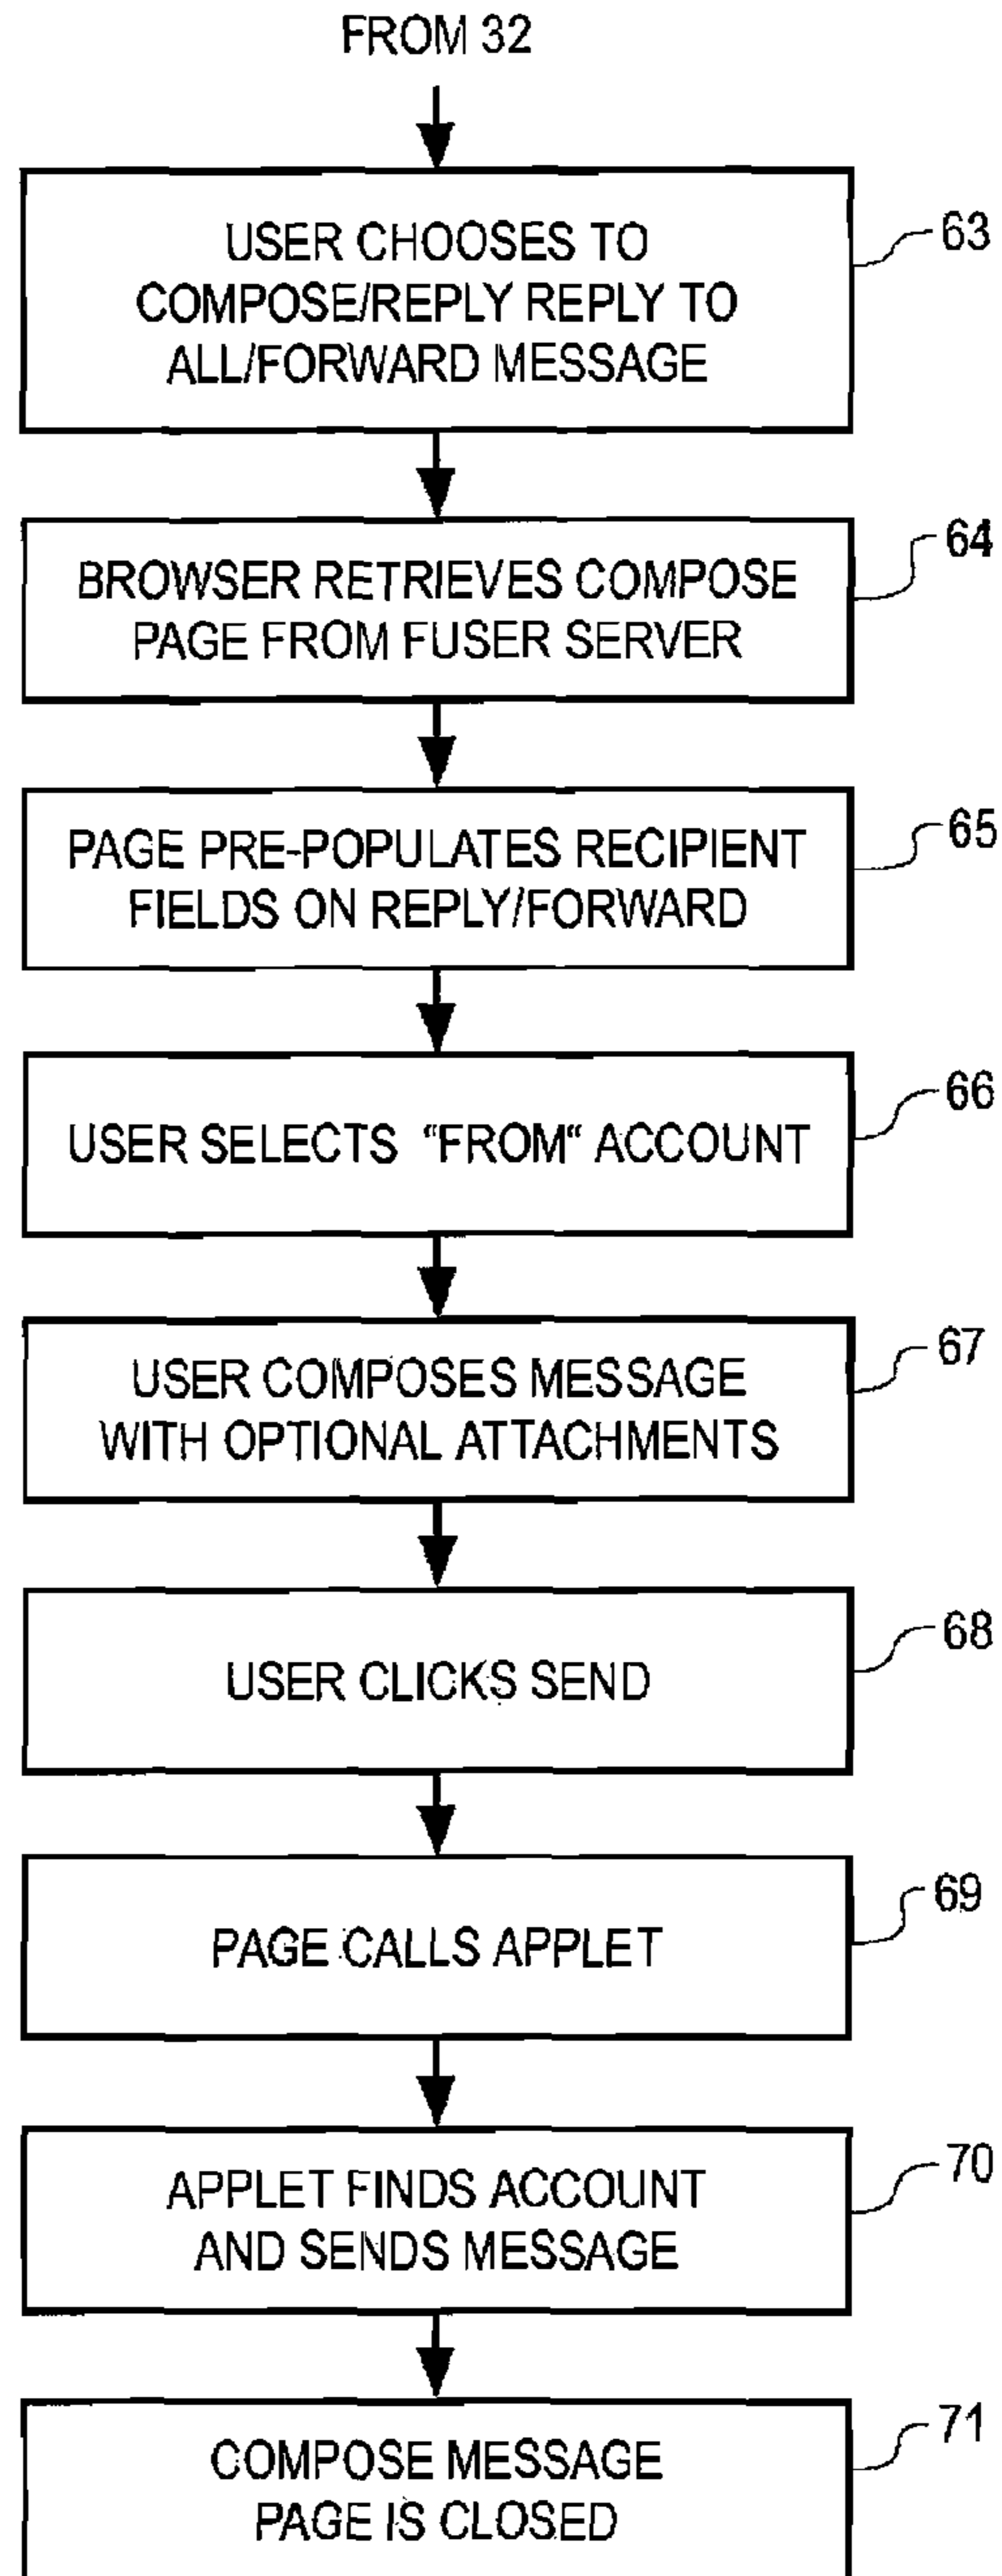 FROM 32
USER CHOOSES TO
COMPOSE/REPLY REPLY TO
ALL/FORWARD MESSAGE
63
BROWSER RETRIEVES COMPOSE
PAGE FROM FUSER SERVER
64
PAGE PRE-POPULATES RECIPIENT
FIELDS ON REPLY/FORWARD
65
USER SELECTS “FROM“ ACCOUNT
66
USER COMPOSES MESSAGE
WITH OPTIONAL ATTACHMENTS
67
USER CLICKS SEND
68
PAGE CALLS APPLET
69
APPLET FINDS ACCOUNT
AND SENDS MESSAGE
70
COMPOSE MESSAGE
PAGE IS CLOSED
71